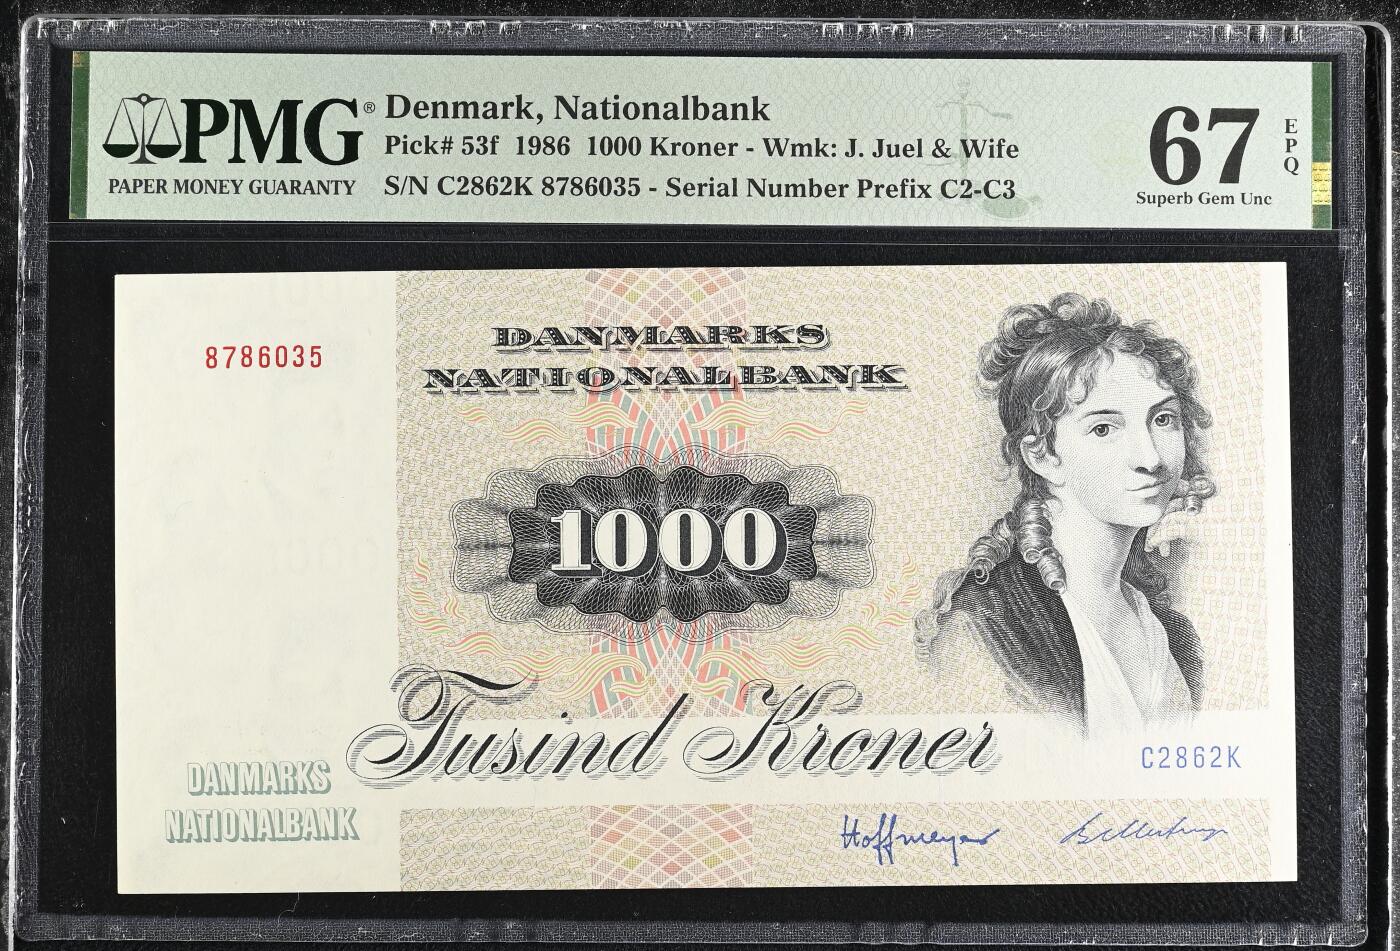 PMG®
PAPER MONEY GUARANTY
Denmark, Nationalbank
Pick# 53f 1986 1000 Kroner - Wmk: J. Juel & Wife
S/N C2862K 8786035 - Serial Number Prefix C2-C3
67
EPQ
Superb Gem Unc
8786035
DANMARKS
NATIONALBANK
1000
Tusind Kroner
C2862K
DANMARKS
NATIONALBANK
Hoffmeyer